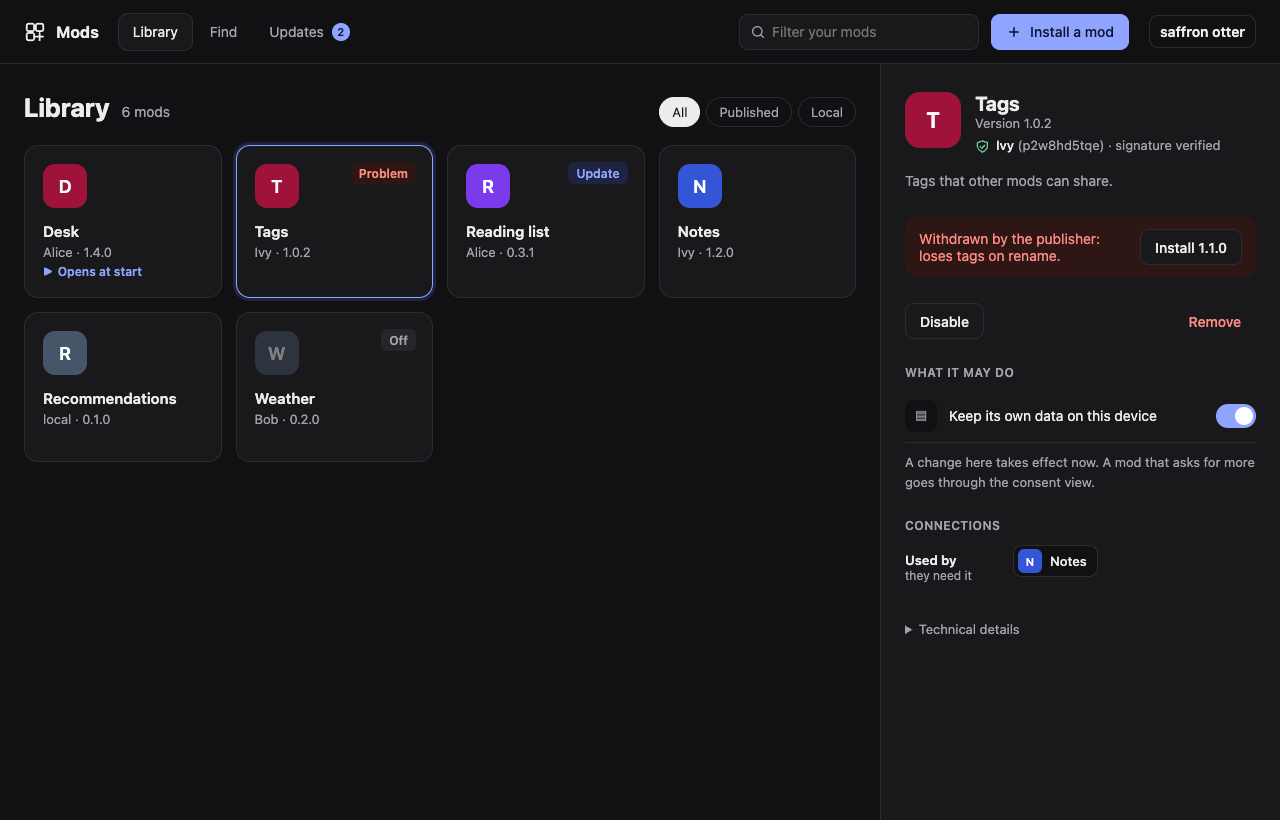 Mods
Library
Find
Updates 2
Filter your mods
+ Install a mod
saffron otter
Library 6 mods
All
Published
Local
D
Desk
Alice · 1.4.0
Opens at start
T
Problem
Tags
Ivy · 1.0.2
R
Update
Reading list
Alice · 0.3.1
N
Notes
Ivy · 1.2.0
R
Recommendations
local · 0.1.0
W
Off
Weather
Bob · 0.2.0
T
Tags
Version 1.0.2
Ivy (p2w8hd5tqe) · signature verified
Tags that other mods can share.
Withdrawn by the publisher:
loses tags on rename.
Install 1.1.0
Disable
Remove
WHAT IT MAY DO
Keep its own data on this device
A change here takes effect now. A mod that asks for more
goes through the consent view.
CONNECTIONS
Used by
they need it
N Notes
Technical details